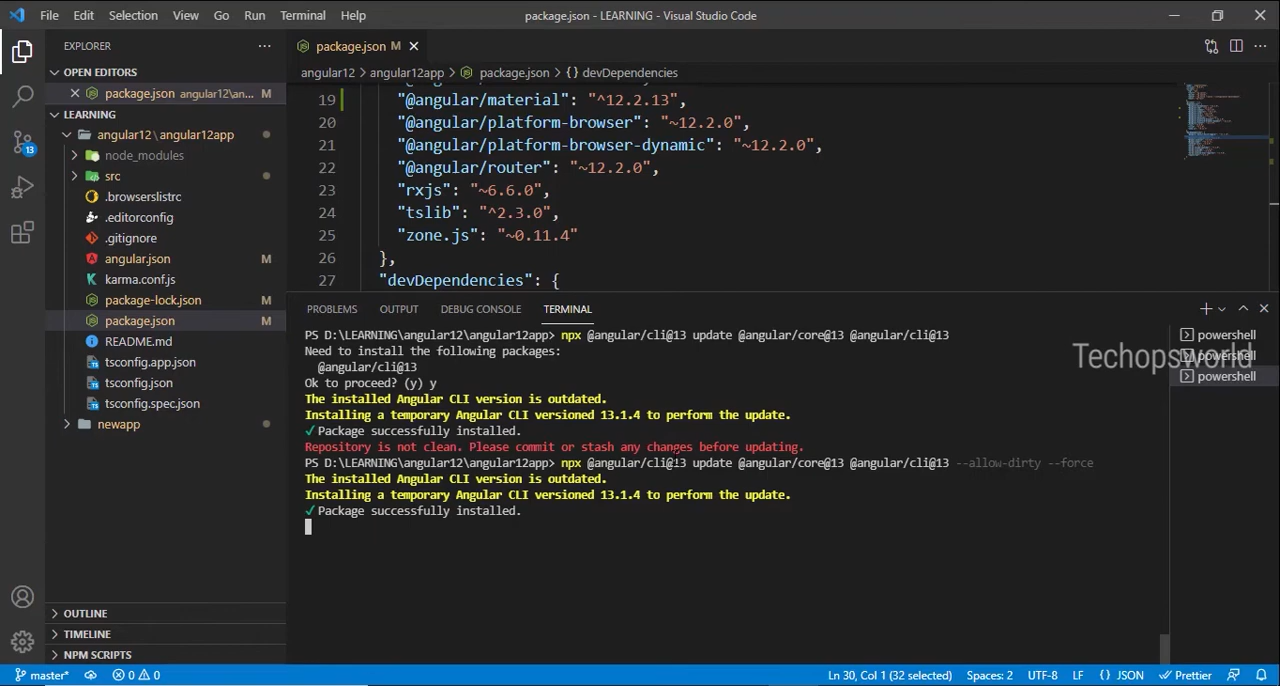 File Edit Selection View Go Run Terminal Help package.json - LEARNING - Visual Studio Code
EXPLORER
OPEN EDITORS
package.json angular12\an... M
LEARNING
angular12 \ angular12app
node_modules
src
.browserslistrc
.editorconfig
.gitignore
angular.json M
karma.conf.js
package-lock.json M
package.json M
README.md
tsconfig.app.json
tsconfig.json
tsconfig.spec.json
newapp
OUTLINE
TIMELINE
NPM SCRIPTS
13
package.json M
angular12 > angular12app > package.json > {} devDependencies
19 "@angular/material": "^12.2.13",
20 "@angular/platform-browser": "~12.2.0",
21 "@angular/platform-browser-dynamic": "~12.2.0",
22 "@angular/router": "~12.2.0",
23 "rxjs": "~6.6.0",
24 "tslib": "^2.3.0",
25 "zone.js": "~0.11.4"
26 },
27 "devDependencies": {
PROBLEMS OUTPUT DEBUG CONSOLE TERMINAL
PS D:\LEARNING\angular12\angular12app> npx @angular/cli@13 update @angular/core@13 @angular/cli@13
Need to install the following packages:
@angular/cli@13
Ok to proceed? (y) y
The installed Angular CLI version is outdated.
Installing a temporary Angular CLI versioned 13.1.4 to perform the update.
✓Package successfully installed.
Repository is not clean. Please commit or stash any changes before updating.
PS D:\LEARNING\angular12\angular12app> npx @angular/cli@13 update @angular/core@13 @angular/cli@13 --allow-dirty --force
The installed Angular CLI version is outdated.
Installing a temporary Angular CLI versioned 13.1.4 to perform the update.
✓Package successfully installed.
powershell
powershell
powershell
Techopsworld
master* 0 0 Ln 30, Col 1 (32 selected) Spaces: 2 UTF-8 LF {} JSON Prettier